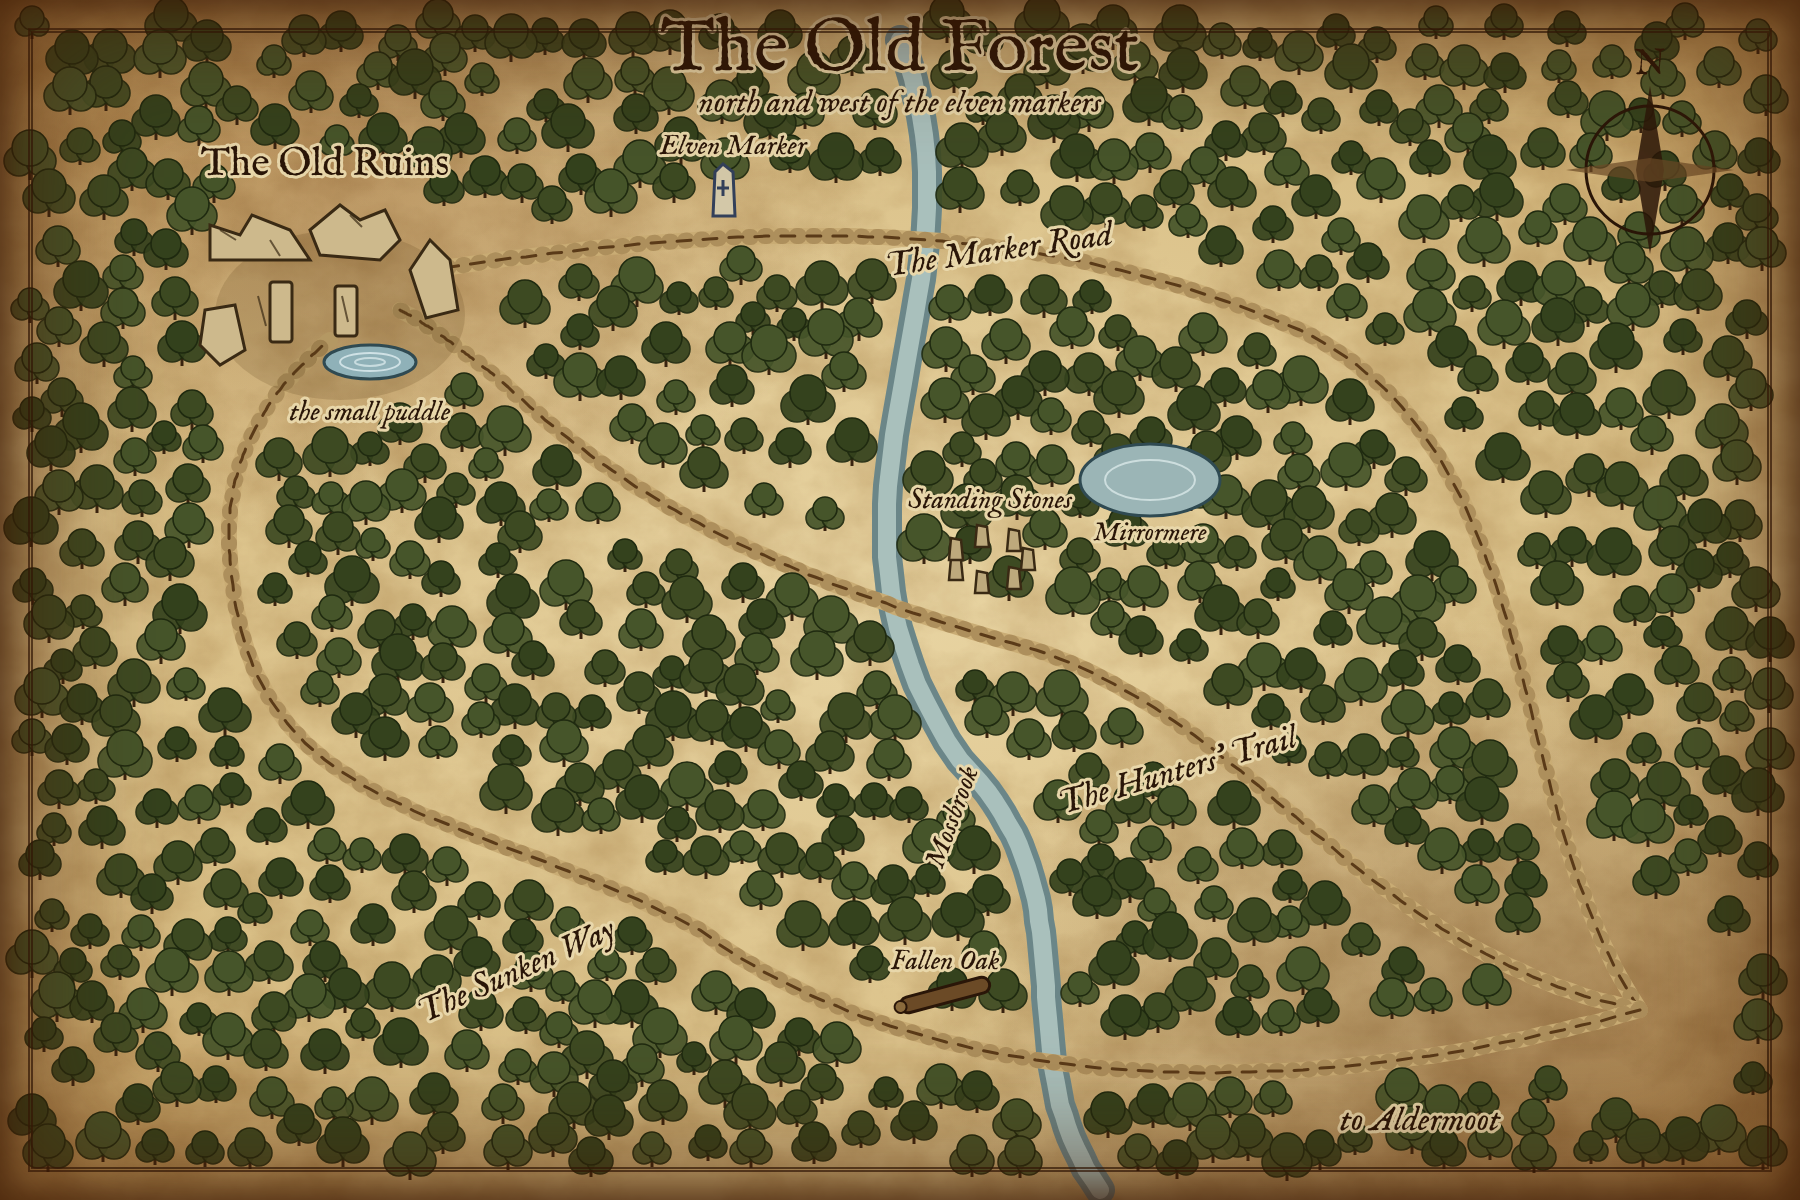 The Old Forest
north and west of the elven markers
N
Elven Marker
The Old Ruins
The Marker Road
the small puddle
Standing Stones
Mirrormere
The Hunters' Trail
Mossbrook
The Sunken Way
Fallen Oak
to Aldermoot